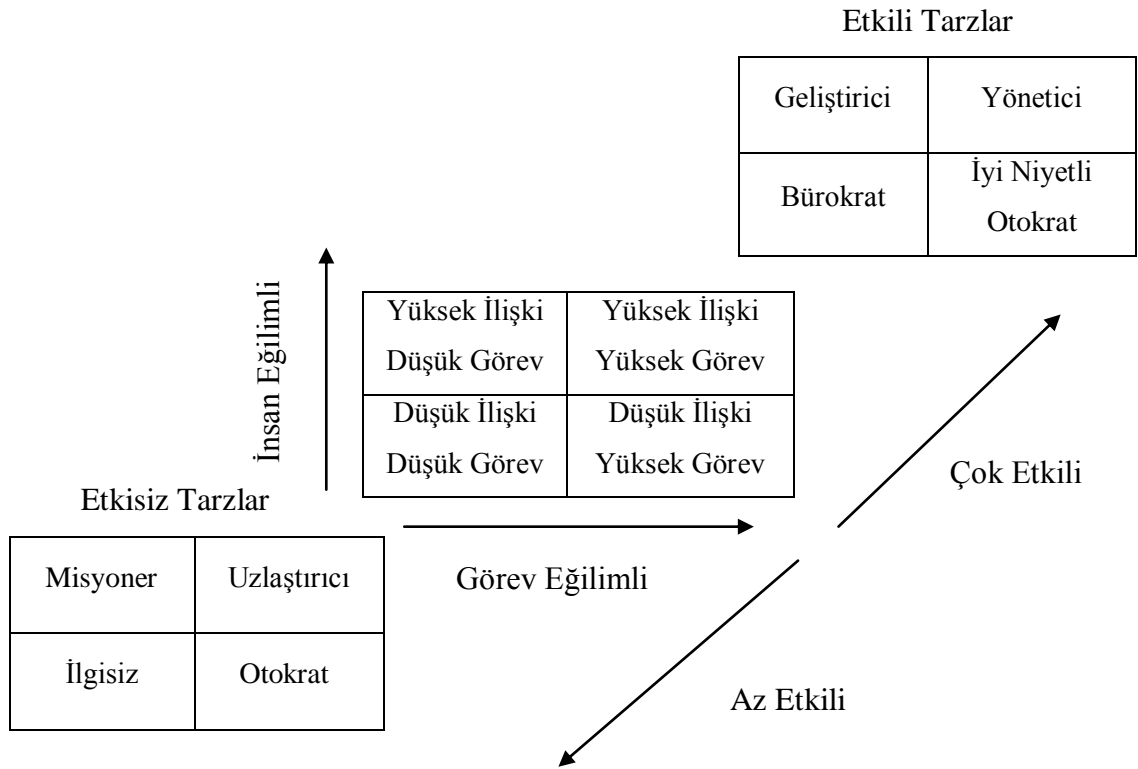 Etkili Tarzlar
Geliştirici
Yönetici
Bürokrat
İyi Niyetli
Otokrat
İnsan Eğilimli
Yüksek İlişki
Düşük Görev
Yüksek İlişki
Yüksek Görev
Düşük İlişki
Düşük Görev
Düşük İlişki
Yüksek Görev
Çok Etkili
Etkisiz Tarzlar
Misyoner
Uzlaştırıcı
İlgisiz
Otokrat
Görev Eğilimli
Az Etkili